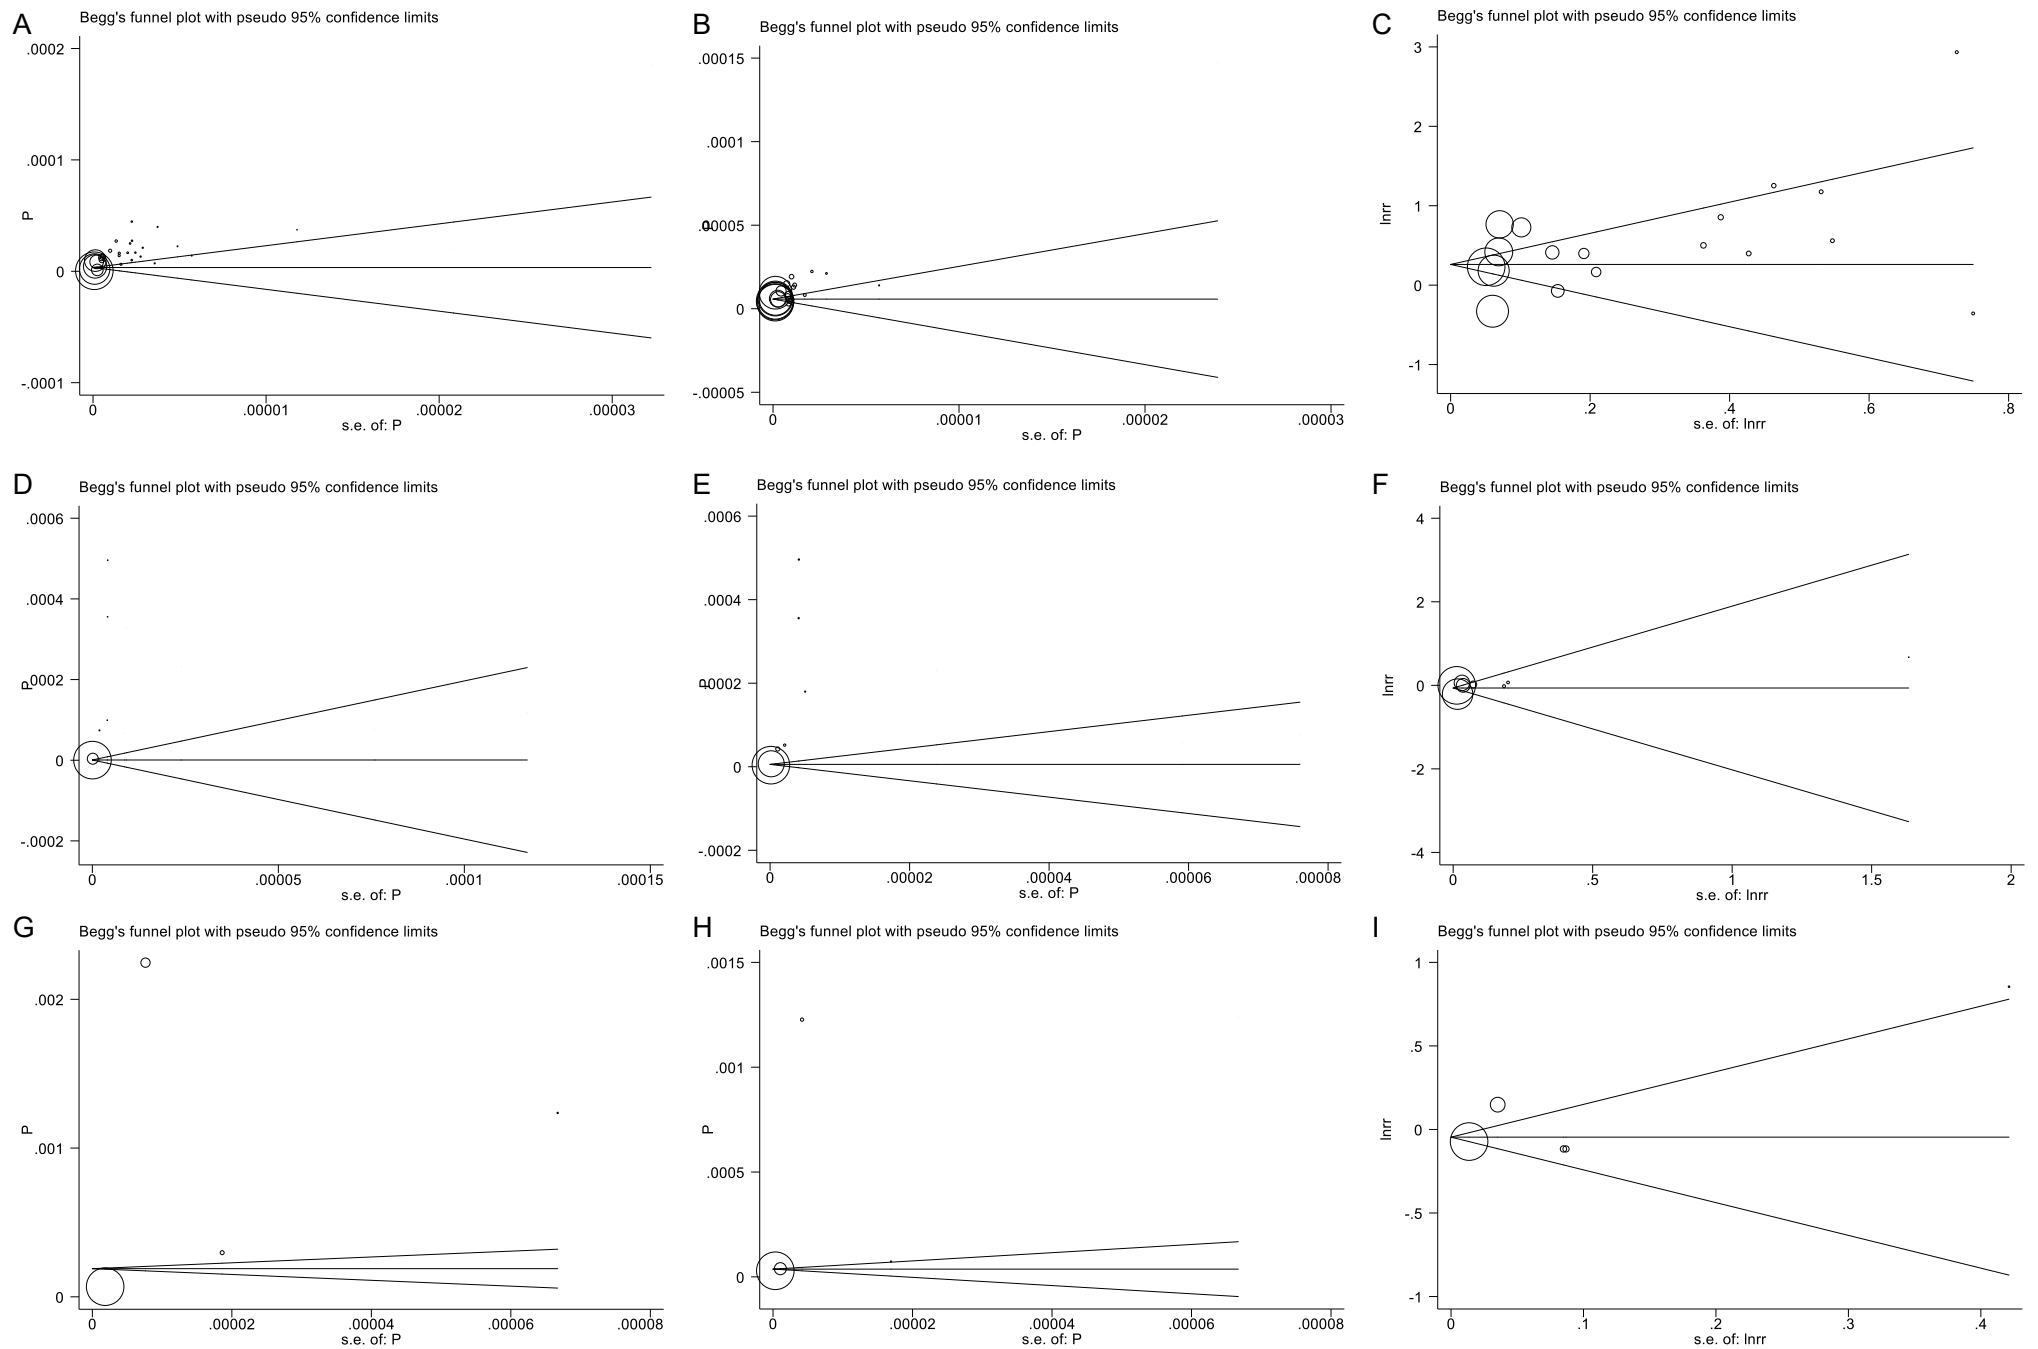 A
Begg's funnel plot with pseudo 95% confidence limits
.0002
.0001
0
-.0001
P
0
.00001
.00002
.00003
s.e. of: P
B
Begg's funnel plot with pseudo 95% confidence limits
.00015
.0001
.00005
0
-.00005
P
0
.00001
.00002
.00003
s.e. of: P
C
Begg's funnel plot with pseudo 95% confidence limits
3
2
1
0
-1
lnrr
0
.2
.4
.6
.8
s.e. of: lnrr
D
Begg's funnel plot with pseudo 95% confidence limits
.0006
.0004
.0002
0
-.0002
P
0
.00005
.0001
.00015
s.e. of: P
E
Begg's funnel plot with pseudo 95% confidence limits
.0006
.0004
.0002
0
-.0002
P
0
.00002
.00004
.00006
.00008
s.e. of: P
F
Begg's funnel plot with pseudo 95% confidence limits
4
2
0
-2
-4
lnrr
0
.5
1
1.5
2
s.e. of: lnrr
G
Begg's funnel plot with pseudo 95% confidence limits
.002
.001
0
P
0
.00002
.00004
.00006
.00008
s.e. of: P
H
Begg's funnel plot with pseudo 95% confidence limits
.0015
.001
.0005
0
P
0
.00002
.00004
.00006
.00008
s.e. of: P
I
Begg's funnel plot with pseudo 95% confidence limits
1
.5
0
-.5
-1
lnrr
0
.1
.2
.3
.4
s.e. of: lnrr